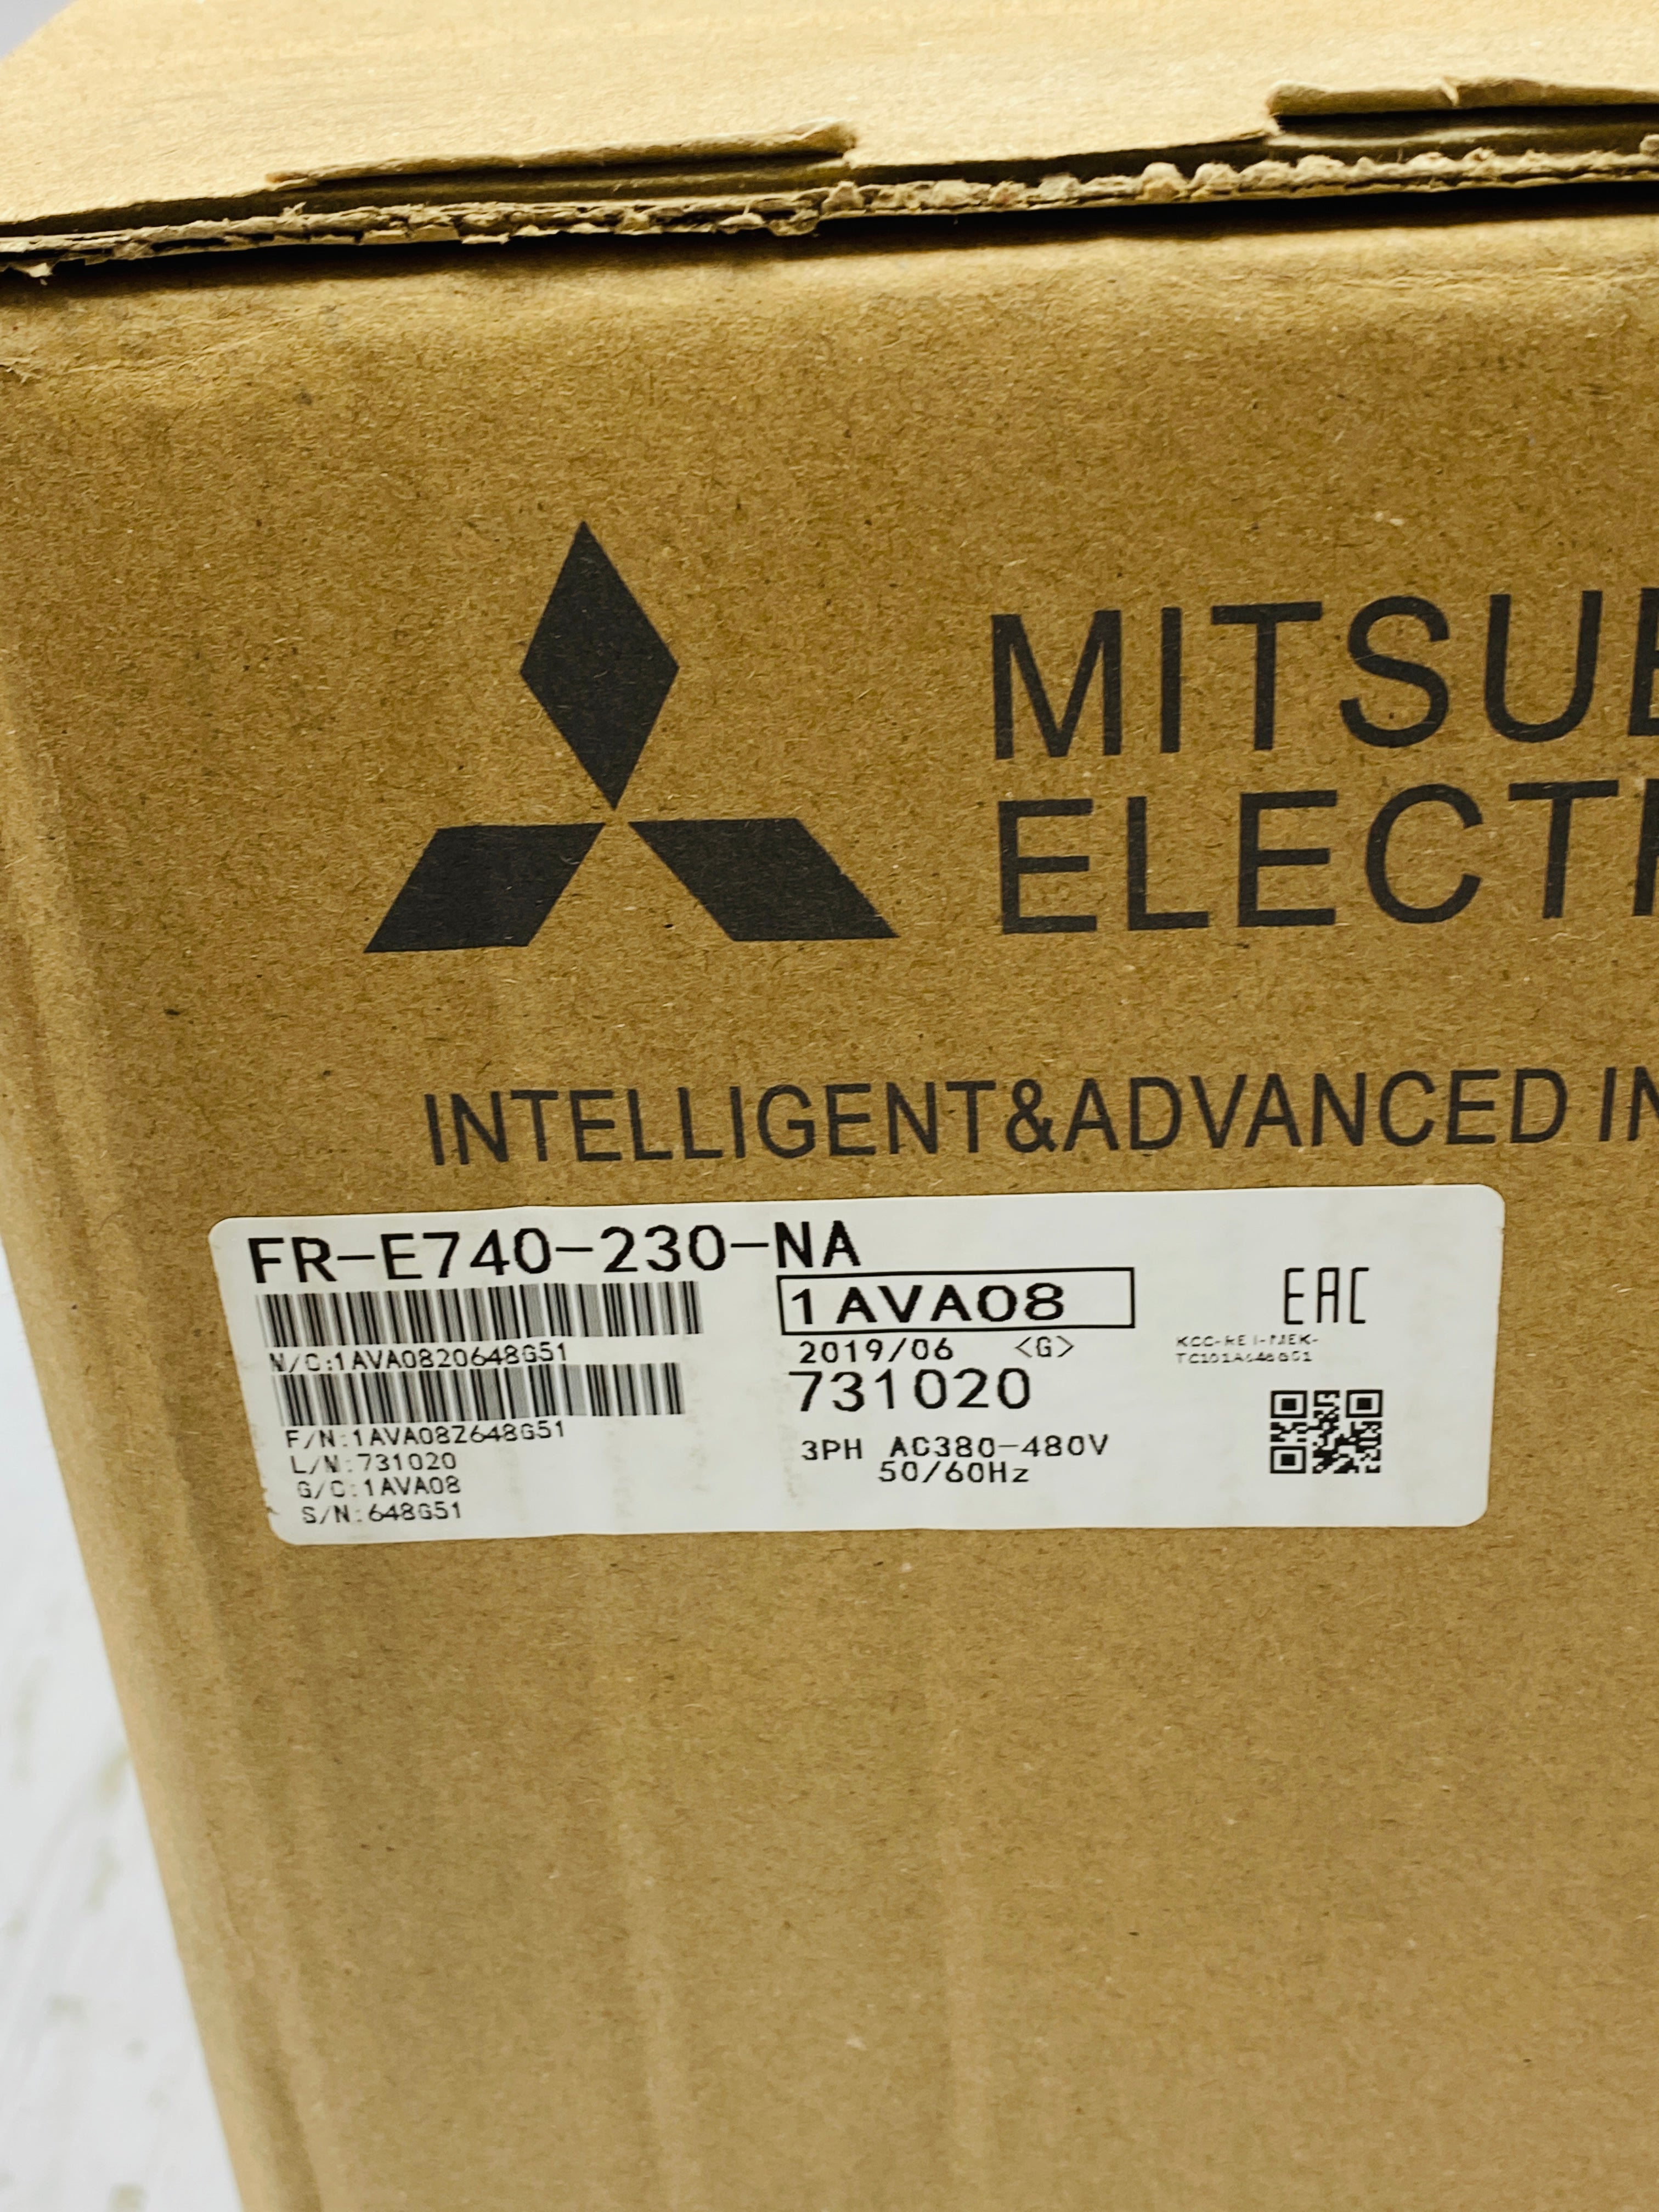 MITSUB
ELECTR
INTELLIGENT&ADVANCED IN
FR-E740-230-NA
1AVA08
EAC
N/C:1AVA0820648G51
2019/06 <G>
731020
F/N:1AVA08Z648G51
L/N:731020
G/C:1AVA08
S/N:648G51
3PH AC380-480V
50/60Hz